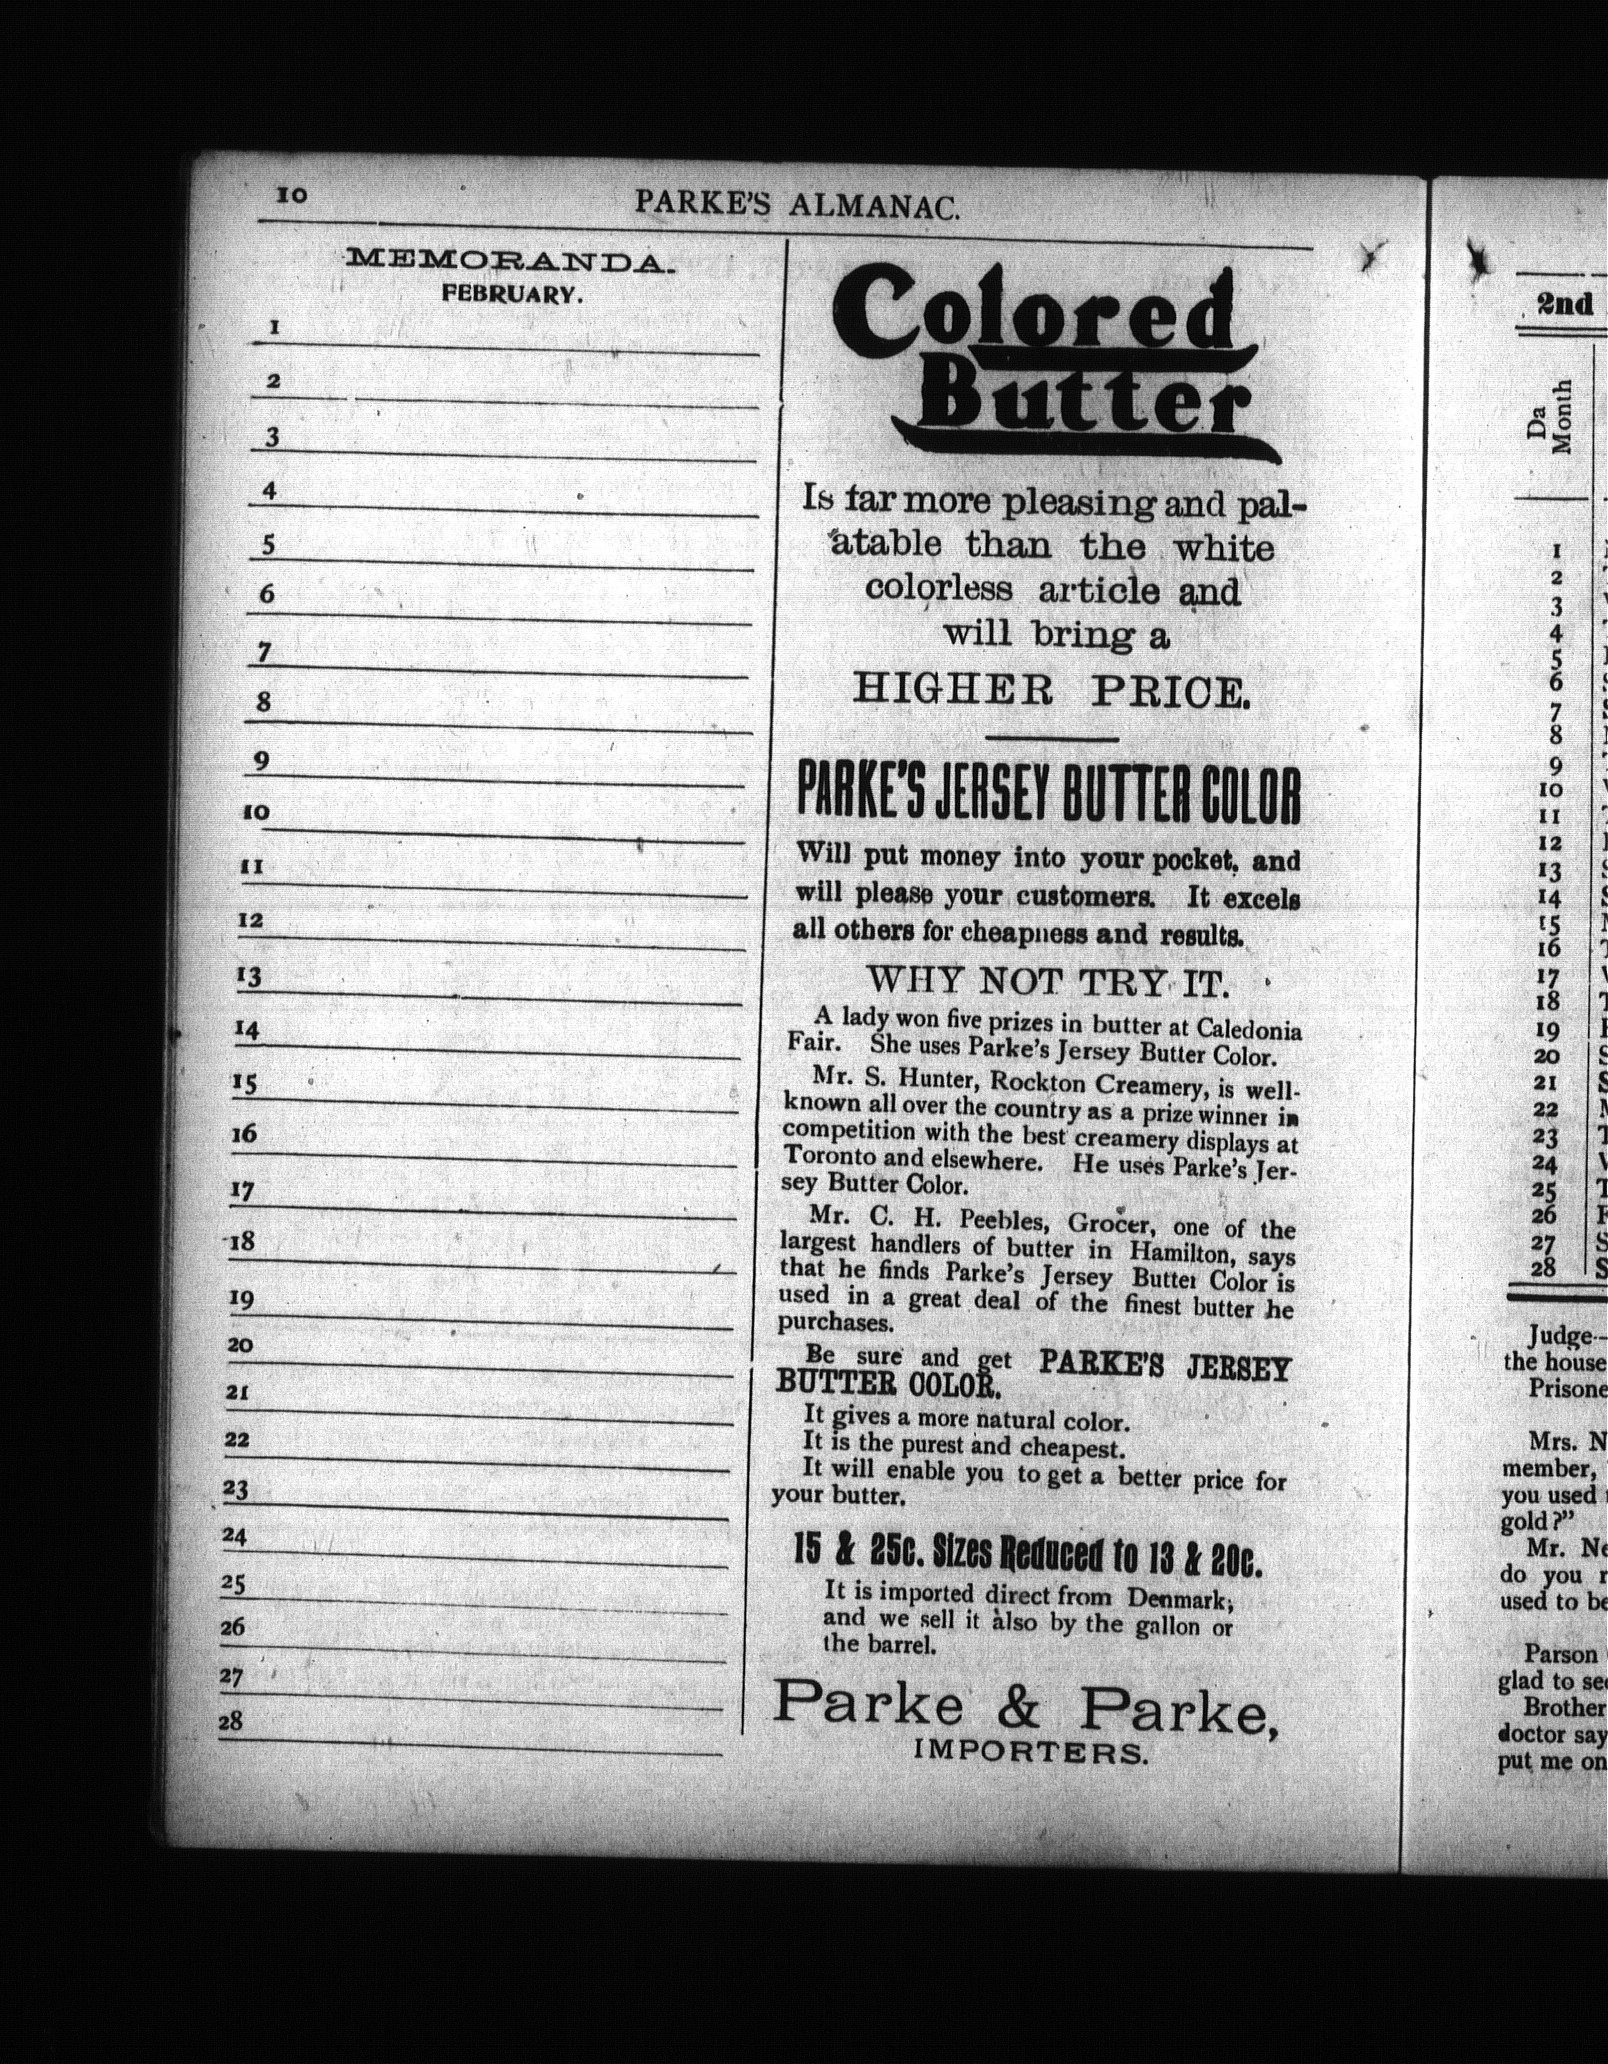 10
PARKE'S ALMANAC.
MEMORANDA.
FEBRUARY.
1
2
3
4
5
6
7
8
9
10
11
12
13
14
15
16
17
18
19
20
21
22
23
24
25
26
27
28
Colored
Butter
Is far more pleasing and pal-
atable than the white
colorless article and
will bring a
HIGHER PRICE.
PARKE'S JERSEY BUTTER COLOR
Will put money into your pocket, and
will please your customers. It excels
all others for cheapness and results.
WHY NOT TRY IT.
A lady won five prizes in butter at Caledonia
Fair. She uses Parke's Jersey Butter Color.
Mr. S. Hunter, Rockton Creamery, is well-
known all over the country as a prize winner in
competition with the best creamery displays at
Toronto and elsewhere. He uses Parke's Jer-
sey Butter Color.
Mr. C. H. Peebles, Grocer, one of the
largest handlers of butter in Hamilton, says
that he finds Parke's Jersey Butter Color is
used in a great deal of the finest butter he
purchases.
Be sure and get PARKE'S JERSEY
BUTTER COLOR.
It gives a more natural color.
It is the purest and cheapest.
It will enable you to get a better price for
your butter.
15 & 25c. Sizes Reduced to 13 & 20c.
It is imported direct from Denmark;
and we sell it also by the gallon or
the barrel.
Parke & Parke,
IMPORTERS.
2nd
Da
Month
1
2
3
4
5
6
7
8
9
10
11
12
13
14
15
16
17
18
19
20
21
22
23
24
25
26
27
28
Judge—
the house
Prisone
Mrs. N
member,
you used
gold?"
Mr. Ne
do you r
used to be
Parson
glad to see
Brother
doctor say
put me on